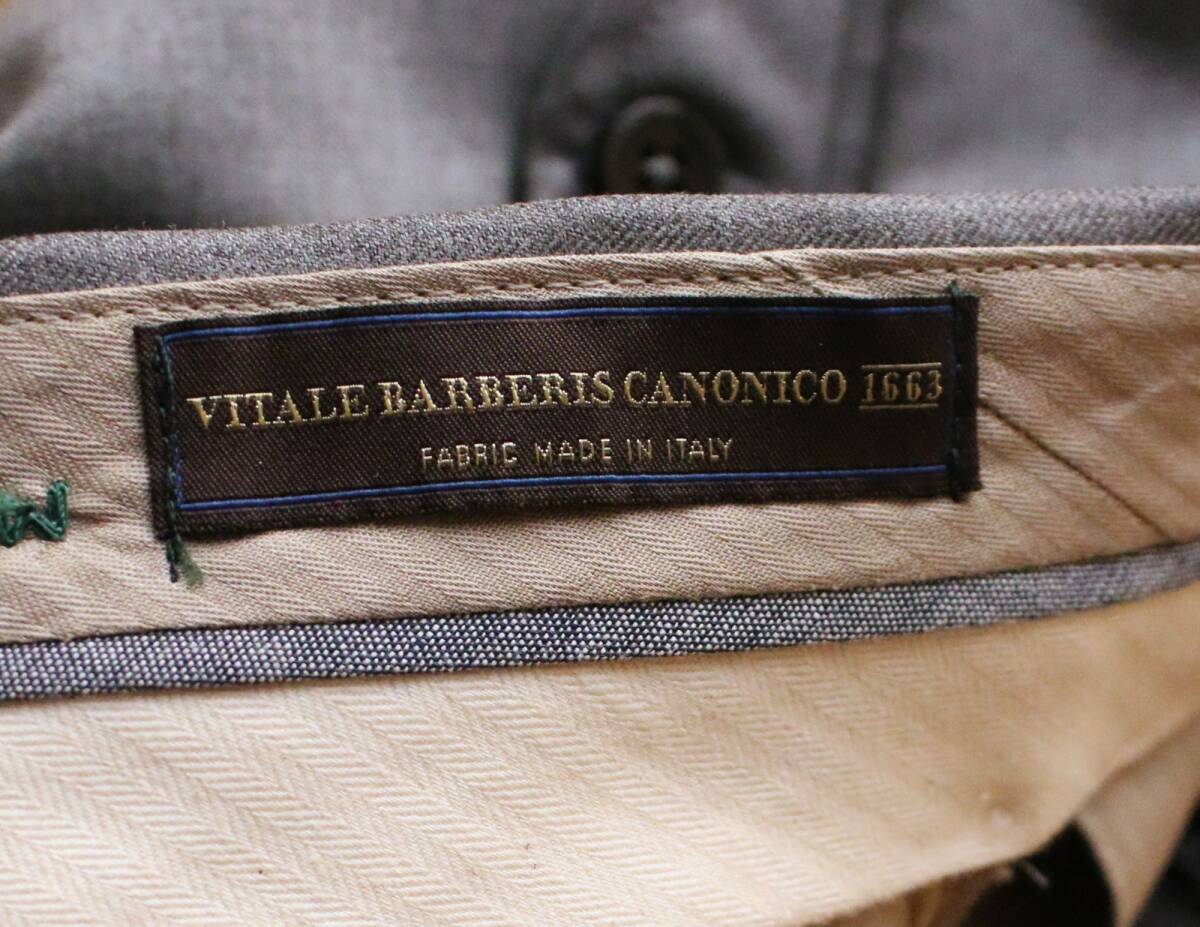 VITALE BARBERIS CANONICO 1663
FABRIC MADE IN ITALY